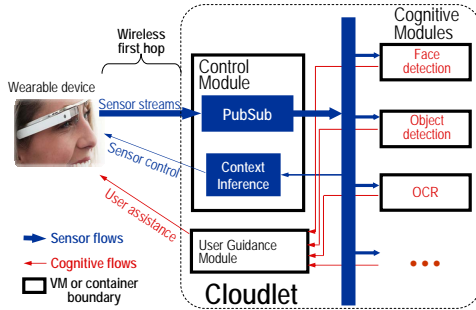 Wireless
first hop
Cognitive
Modules
Wearable device
Control
Module
Face
detection
Sensor streams
PubSub
Object
detection
Sensor control
Context
Inference
OCR
User assistance
User Guidance
Module
Sensor flows
Cognitive flows
VM or container
boundary
Cloudlet